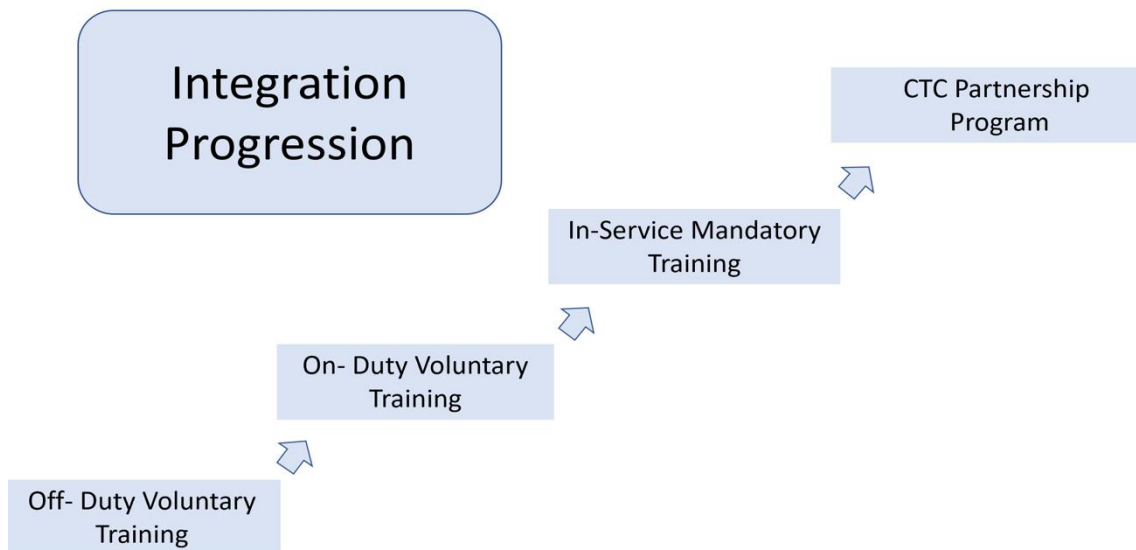 Integration
Progression
CTC Partnership
Program
In-Service Mandatory
Training
On- Duty Voluntary
Training
Off- Duty Voluntary
Training